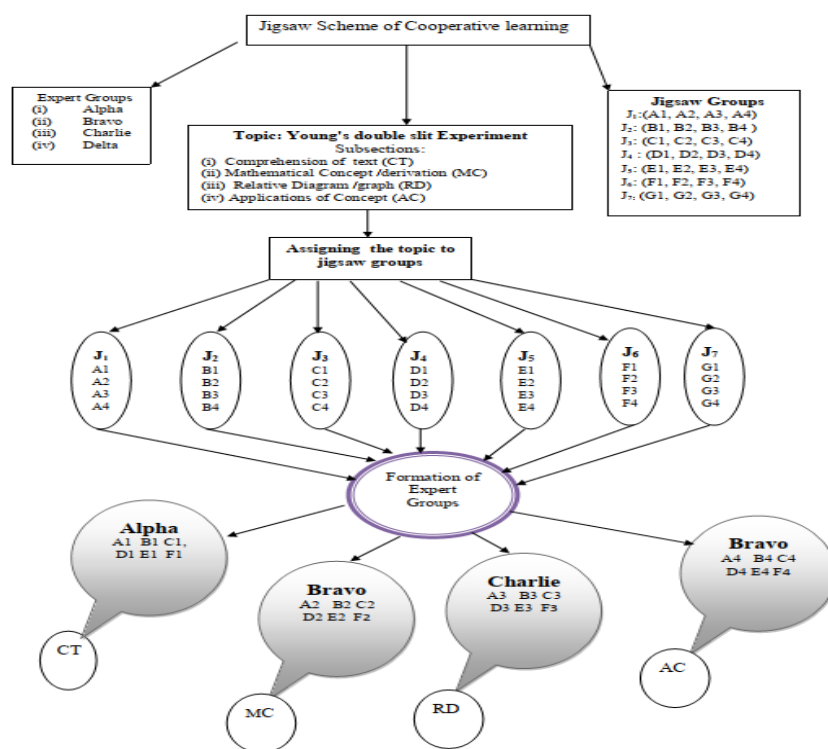 Jigsaw Scheme of Cooperative learning
Expert Groups
(i) Alpha
(ii) Bravo
(iii) Charlie
(iv) Delta
Topic: Young's double slit Experiment
Subsections:
(i) Comprehension of text (CT)
(ii) Mathematical Concept /derivation (MC)
(iii) Relative Diagram /graph (RD)
(iv) Applications of Concept (AC)
Jigsaw Groups
J₁:(A1, A2, A3, A4)
J₂: (B1, B2, B3, B4 )
J₃: (C1, C2, C3, C4)
J₄ : (D1, D2, D3, D4)
J₅: (E1, E2, E3, E4)
J₆: (F1, F2, F3, F4)
J₇: (G1, G2, G3, G4)
Assigning the topic to
jigsaw groups
J₁
A1
A2
A3
A4
J₂
B1
B2
B3
B4
J₃
C1
C2
C3
C4
J₄
D1
D2
D3
D4
J₅
E1
E2
E3
E4
J₆
F1
F2
F3
F4
J₇
G1
G2
G3
G4
Formation of
Expert
Groups
Alpha
A1 B1 C1,
D1 E1 F1
CT
Bravo
A2 B2 C2
D2 E2 F2
MC
Charlie
A3 B3 C3
D3 E3 F3
RD
Bravo
A4 B4 C4
D4 E4 F4
AC